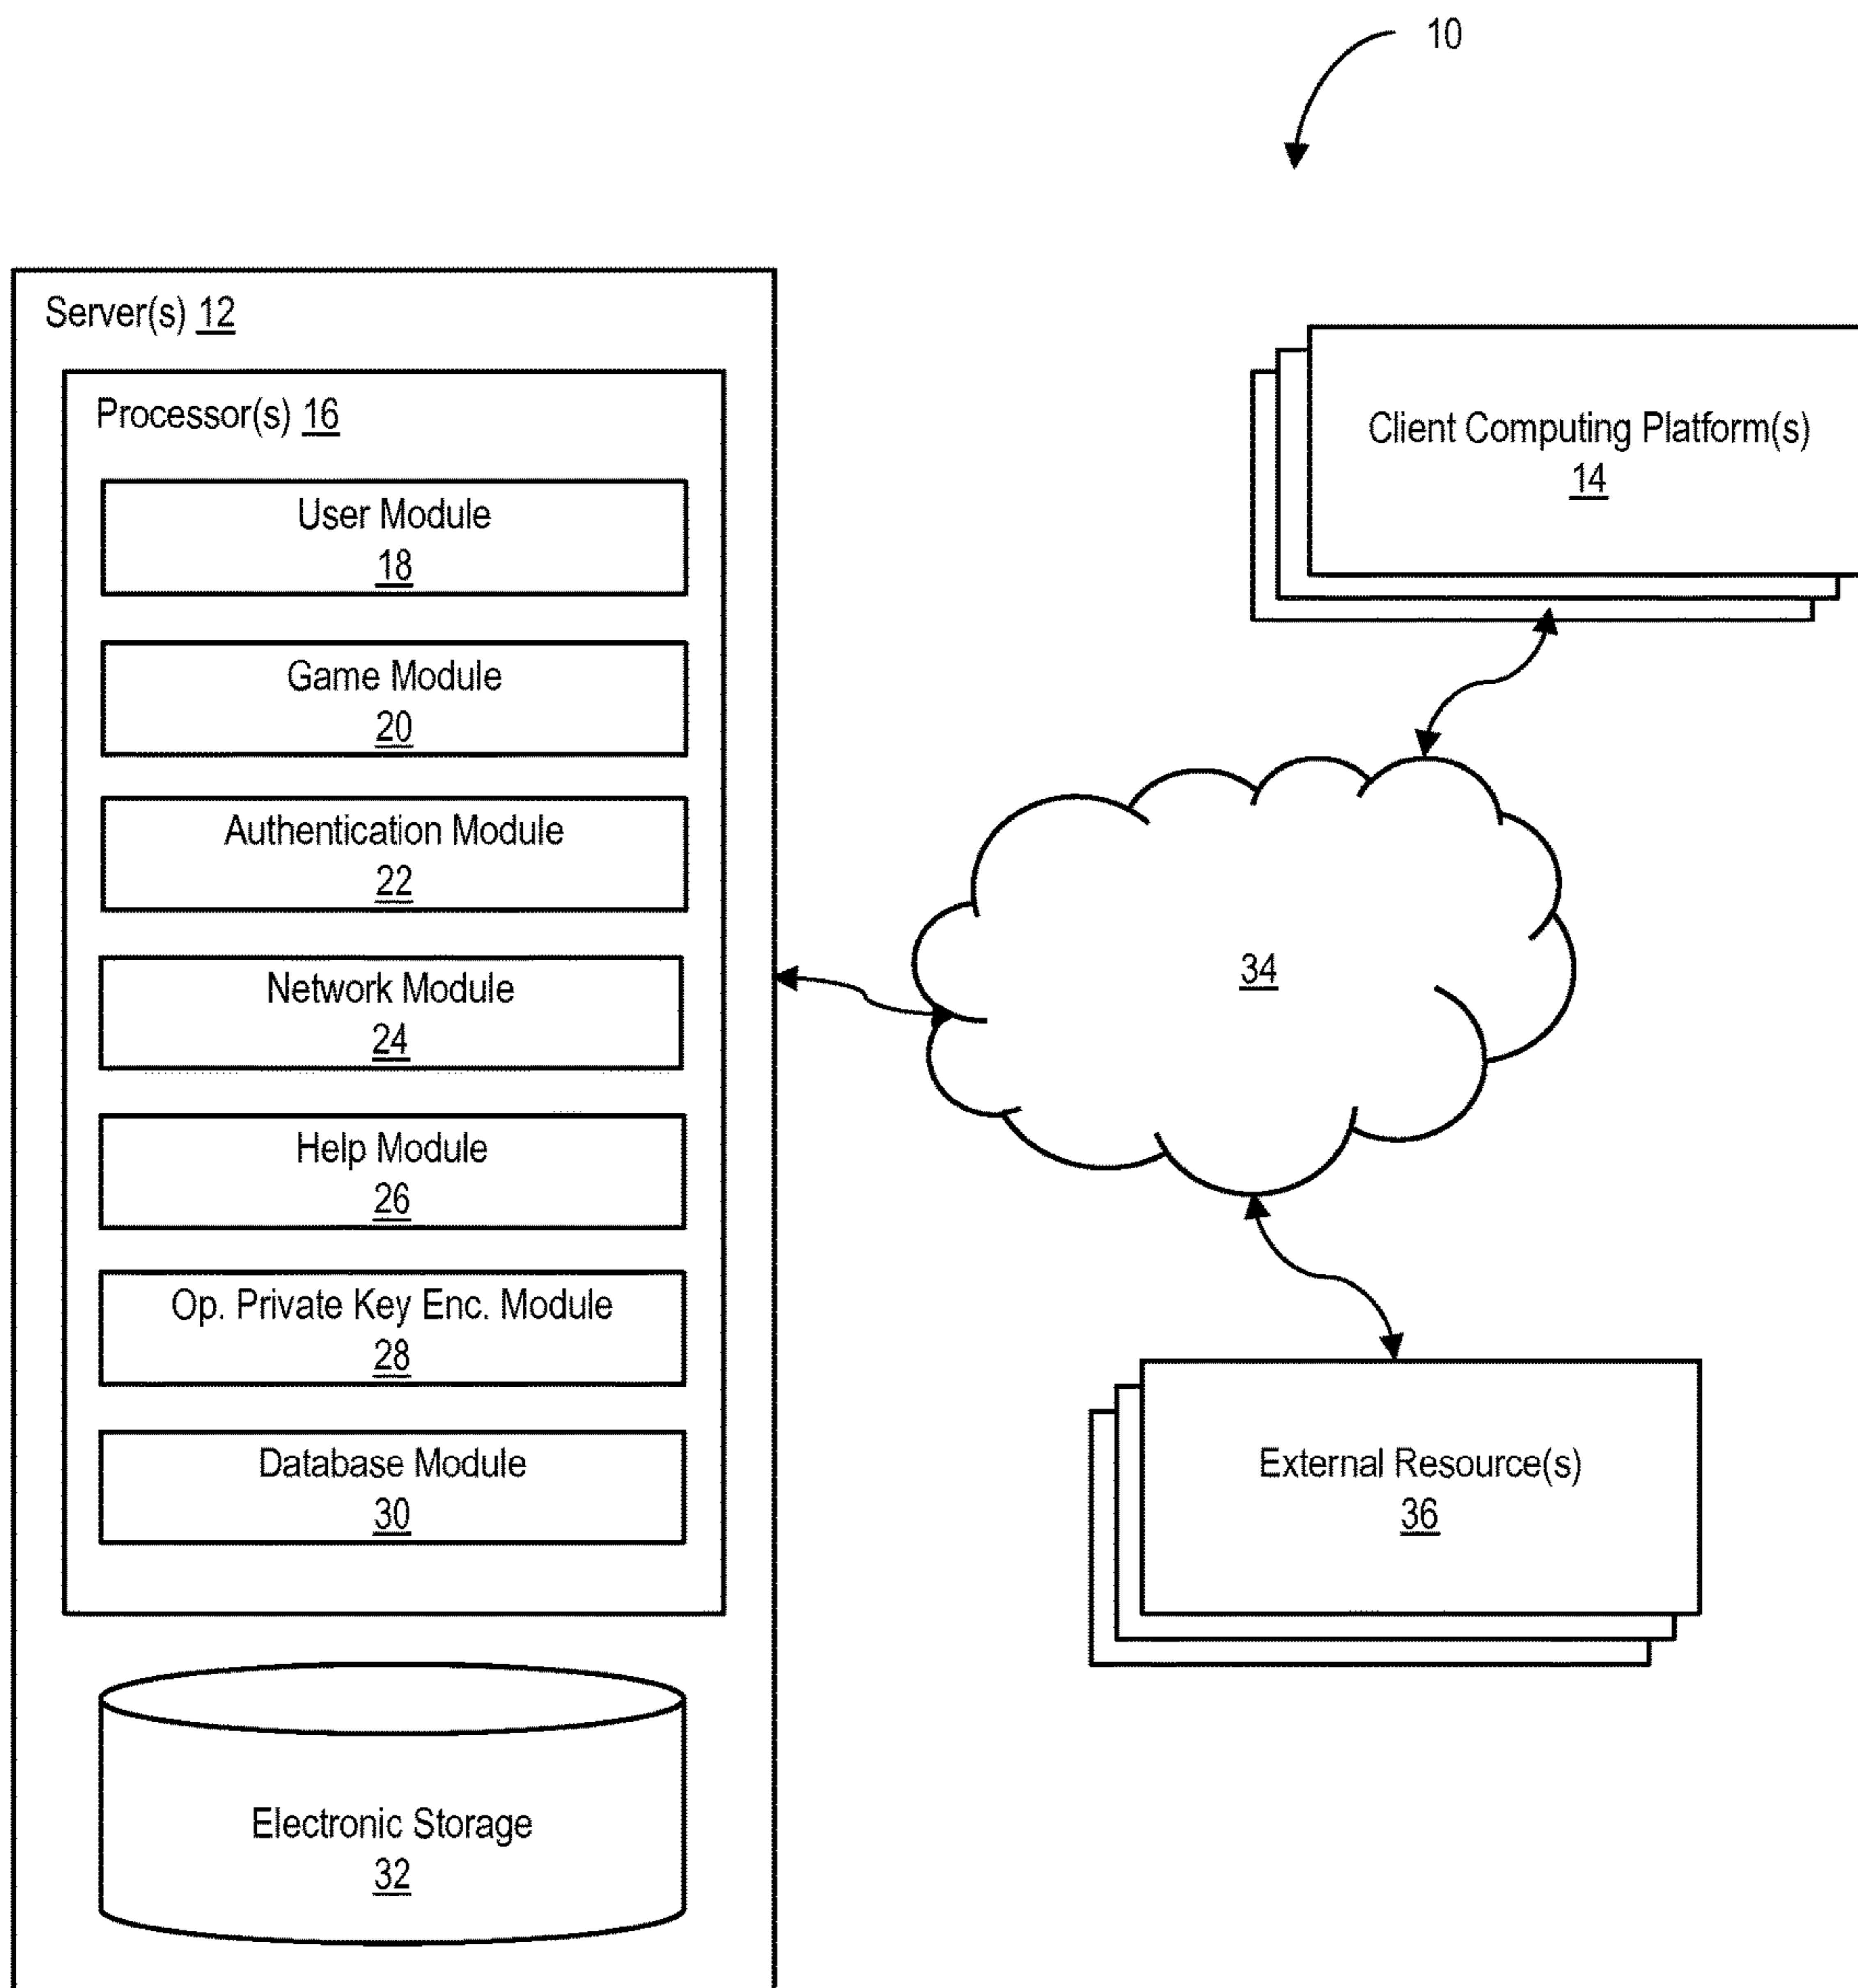 10
Server(s) 12
Processor(s) 16
User Module
18
Game Module
20
Authentication Module
22
Network Module
24
Help Module
26
Op. Private Key Enc. Module
28
Database Module
30
Electronic Storage
32
Client Computing Platform(s)
14
34
External Resource(s)
36